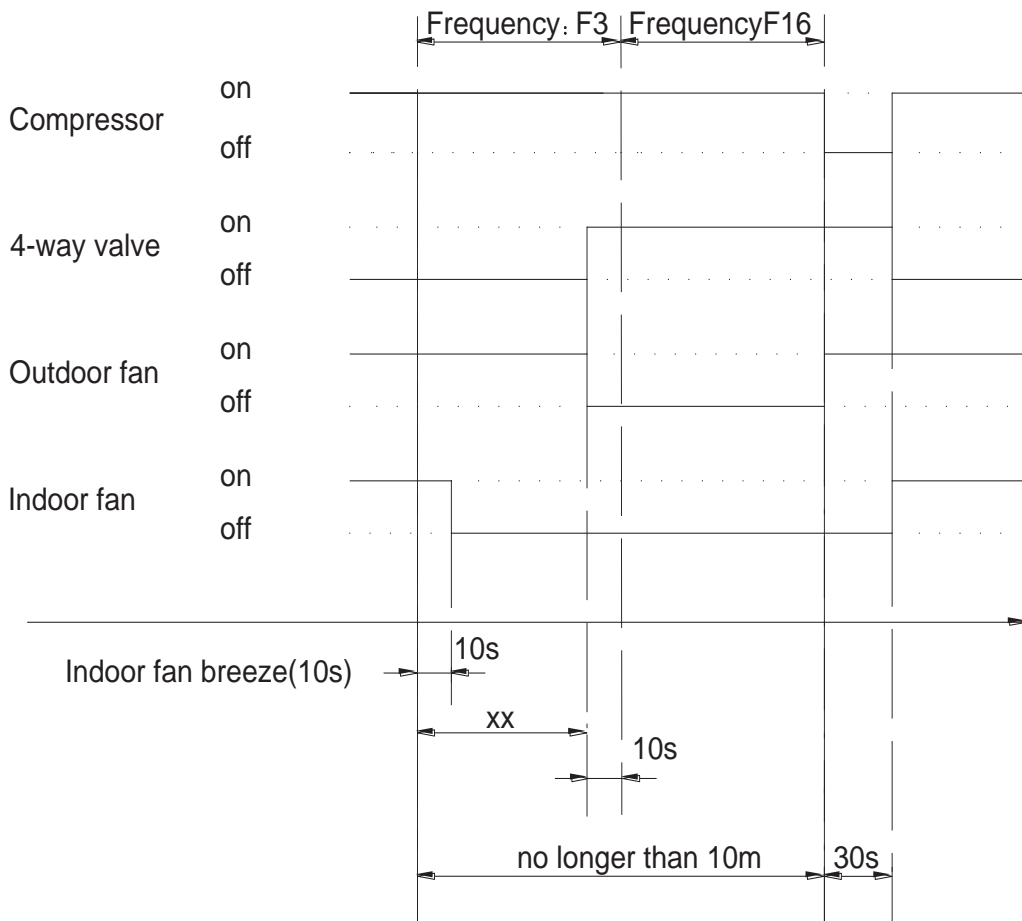 Frequency: F3
FrequencyF16
Compressor
on
off
4-way valve
on
off
Outdoor fan
on
off
Indoor fan
on
off
Indoor fan breeze(10s)
10s
xx
10s
no longer than 10m
30s